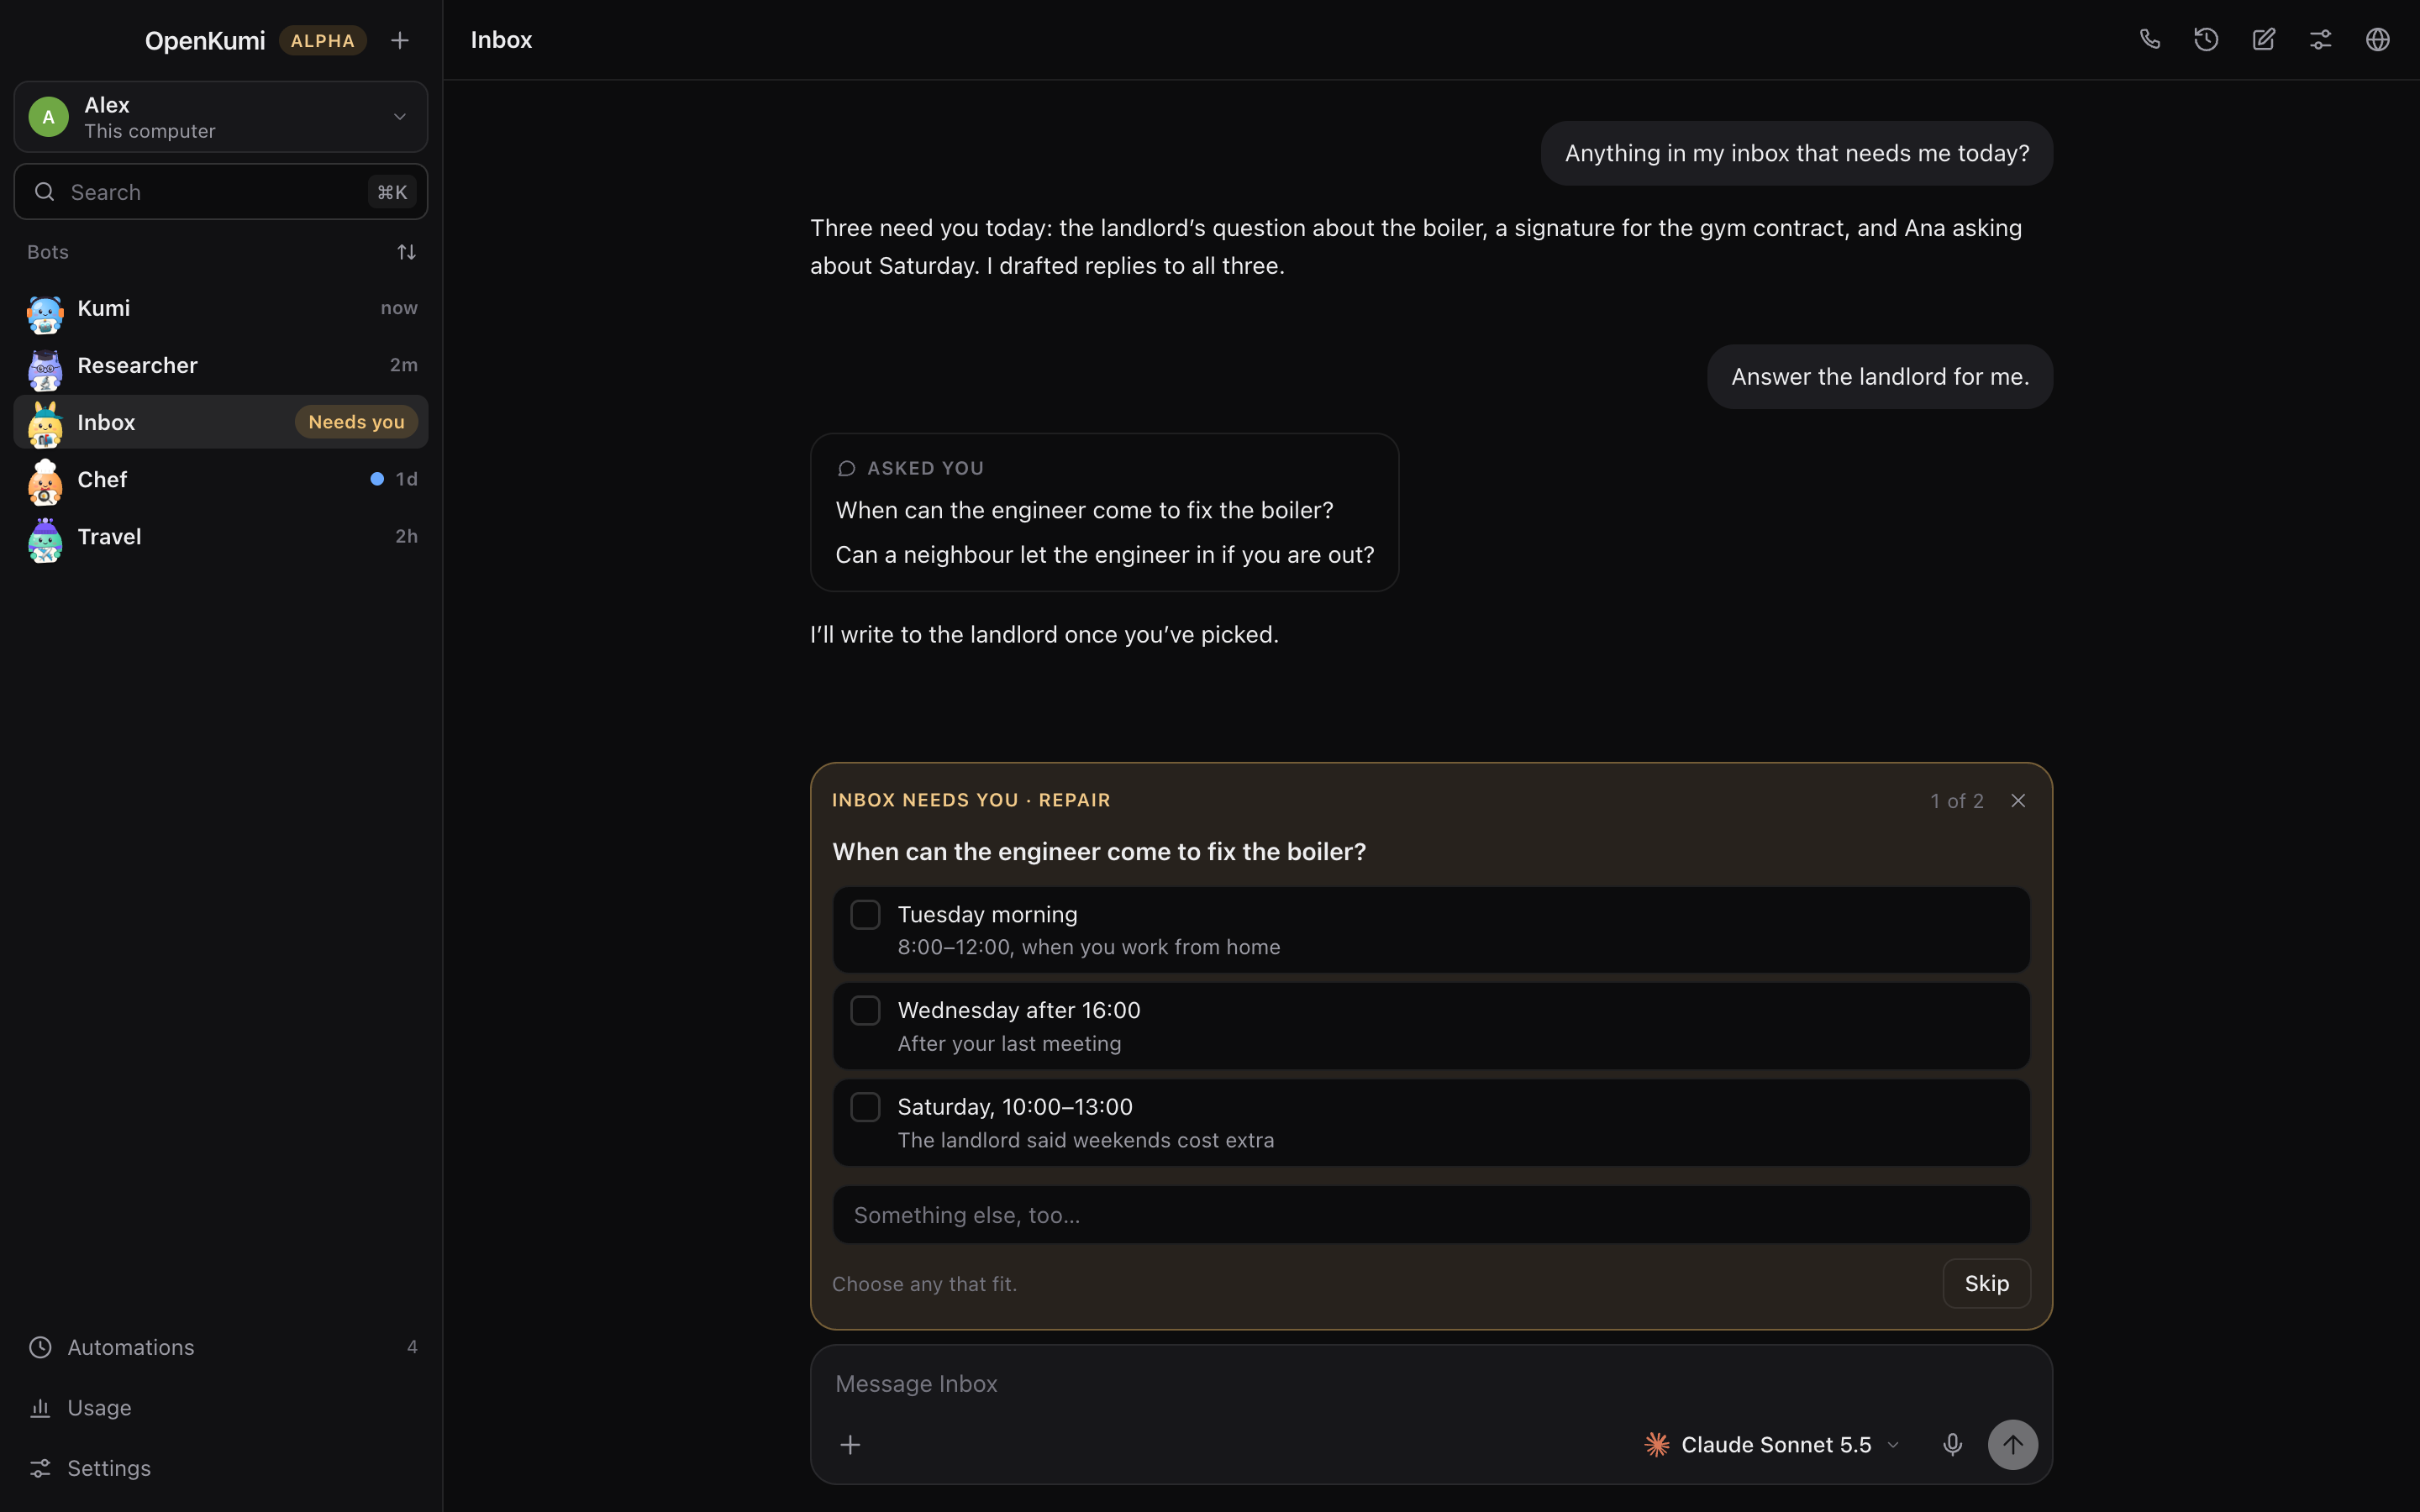 OpenKumi ALPHA
Alex
This computer
Search ⌘K
Bots
Kumi now
Researcher 2m
Inbox Needs you
Chef 1d
Travel 2h
Automations 4
Usage
Settings
Inbox
Anything in my inbox that needs me today?
Three need you today: the landlord’s question about the boiler, a signature for the gym contract, and Ana asking
about Saturday. I drafted replies to all three.
Answer the landlord for me.
ASKED YOU
When can the engineer come to fix the boiler?
Can a neighbour let the engineer in if you are out?
I’ll write to the landlord once you’ve picked.
INBOX NEEDS YOU · REPAIR 1 of 2
When can the engineer come to fix the boiler?
Tuesday morning
8:00–12:00, when you work from home
Wednesday after 16:00
After your last meeting
Saturday, 10:00–13:00
The landlord said weekends cost extra
Something else, too…
Choose any that fit. Skip
Message Inbox
Claude Sonnet 5.5
A